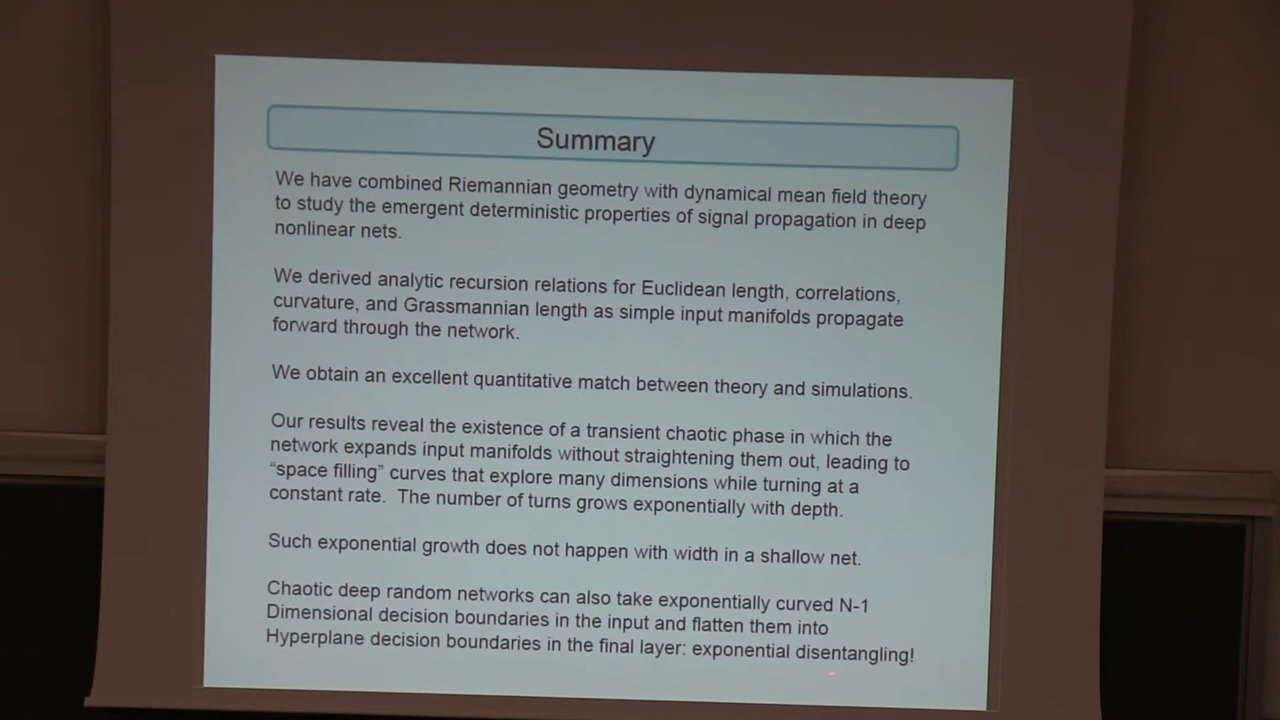 Summary
We have combined Riemannian geometry with dynamical mean field theory
to study the emergent deterministic properties of signal propagation in deep
nonlinear nets.
We derived analytic recursion relations for Euclidean length, correlations,
curvature, and Grassmannian length as simple input manifolds propagate
forward through the network.
We obtain an excellent quantitative match between theory and simulations.
Our results reveal the existence of a transient chaotic phase in which the
network expands input manifolds without straightening them out, leading to
“space filling” curves that explore many dimensions while turning at a
constant rate.  The number of turns grows exponentially with depth.
Such exponential growth does not happen with width in a shallow net.
Chaotic deep random networks can also take exponentially curved N-1
Dimensional decision boundaries in the input and flatten them into
Hyperplane decision boundaries in the final layer: exponential disentangling!